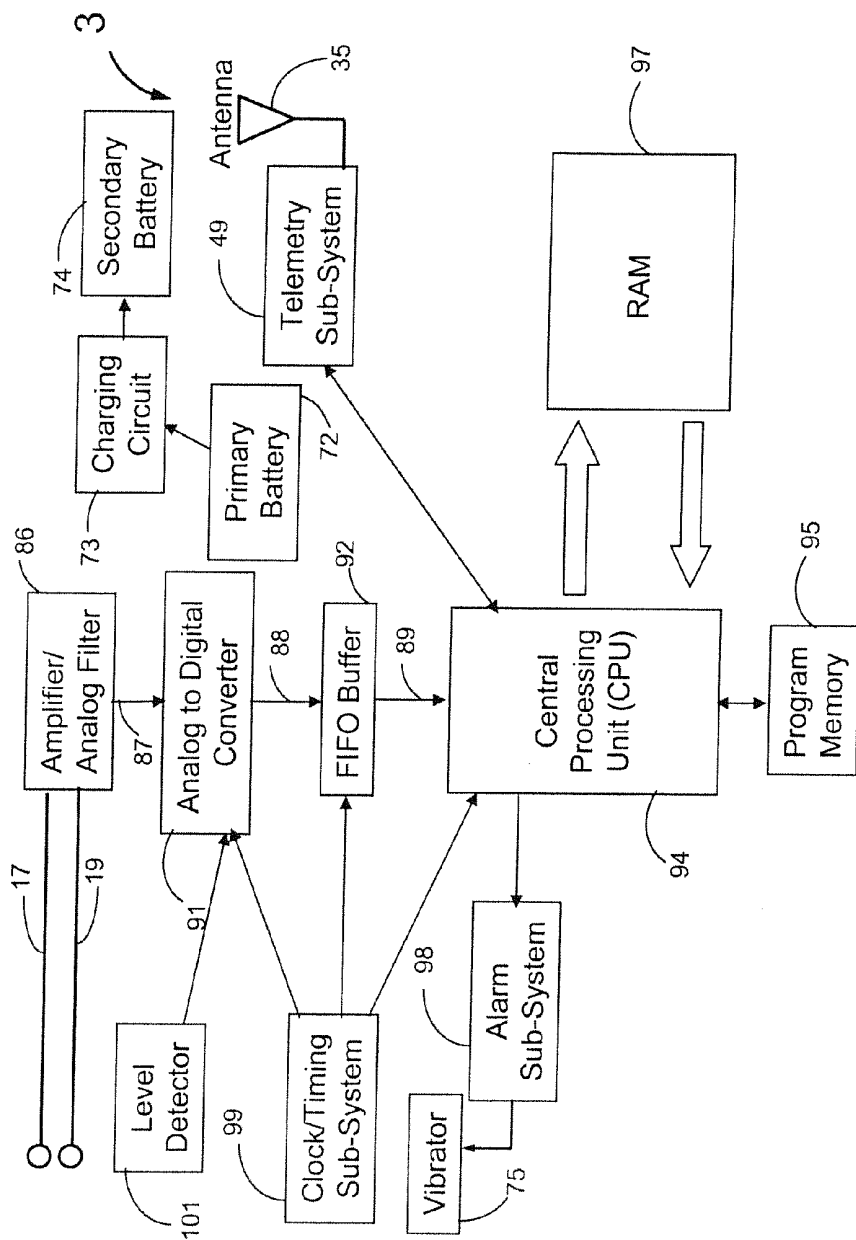 3
17
19
Amplifier/
Analog Filter
86
87
73
Charging
Circuit
74
Secondary
Battery
Primary
Battery
72
Antenna
35
49
Telemetry
Sub-System
101
Level
Detector
91
Analog to Digital
Converter
88
99
Clock/Timing
Sub-System
FIFO Buffer
92
89
Central
Processing
Unit (CPU)
94
RAM
97
98
Alarm
Sub-System
Vibrator
75
Program
Memory
95